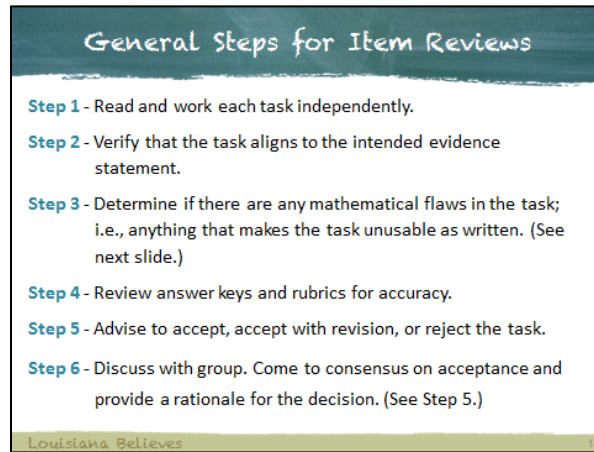 General Steps for Item Reviews
Step 1 - Read and work each task independently.
Step 2 - Verify that the task aligns to the intended evidence
statement.
Step 3 - Determine if there are any mathematical flaws in the task;
i.e., anything that makes the task unusable as written. (See
next slide.)
Step 4 - Review answer keys and rubrics for accuracy.
Step 5 - Advise to accept, accept with revision, or reject the task.
Step 6 - Discuss with group. Come to consensus on acceptance and
provide a rationale for the decision. (See Step 5.)
Louisiana Believes